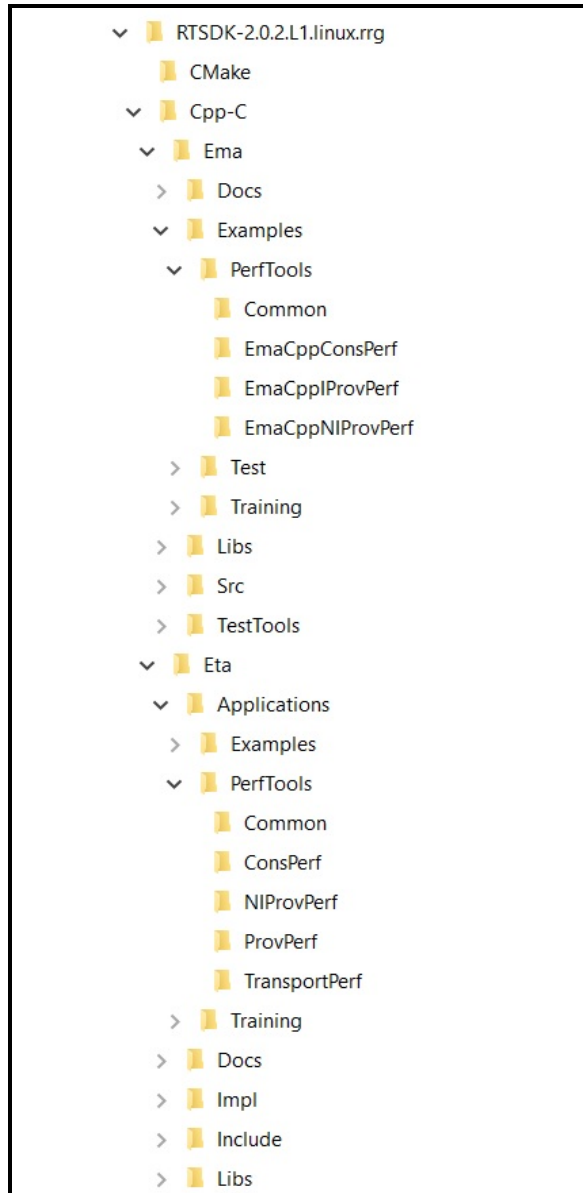 RTSDK-2.0.2.L1.linux.rrg
CMake
Cpp-C
Ema
Docs
Examples
PerfTools
Common
EmaCppConsPerf
EmaCppIProvPerf
EmaCppNIProvPerf
Test
Training
Libs
Src
TestTools
Eta
Applications
Examples
PerfTools
Common
ConsPerf
NIProvPerf
ProvPerf
TransportPerf
Training
Docs
Impl
Include
Libs